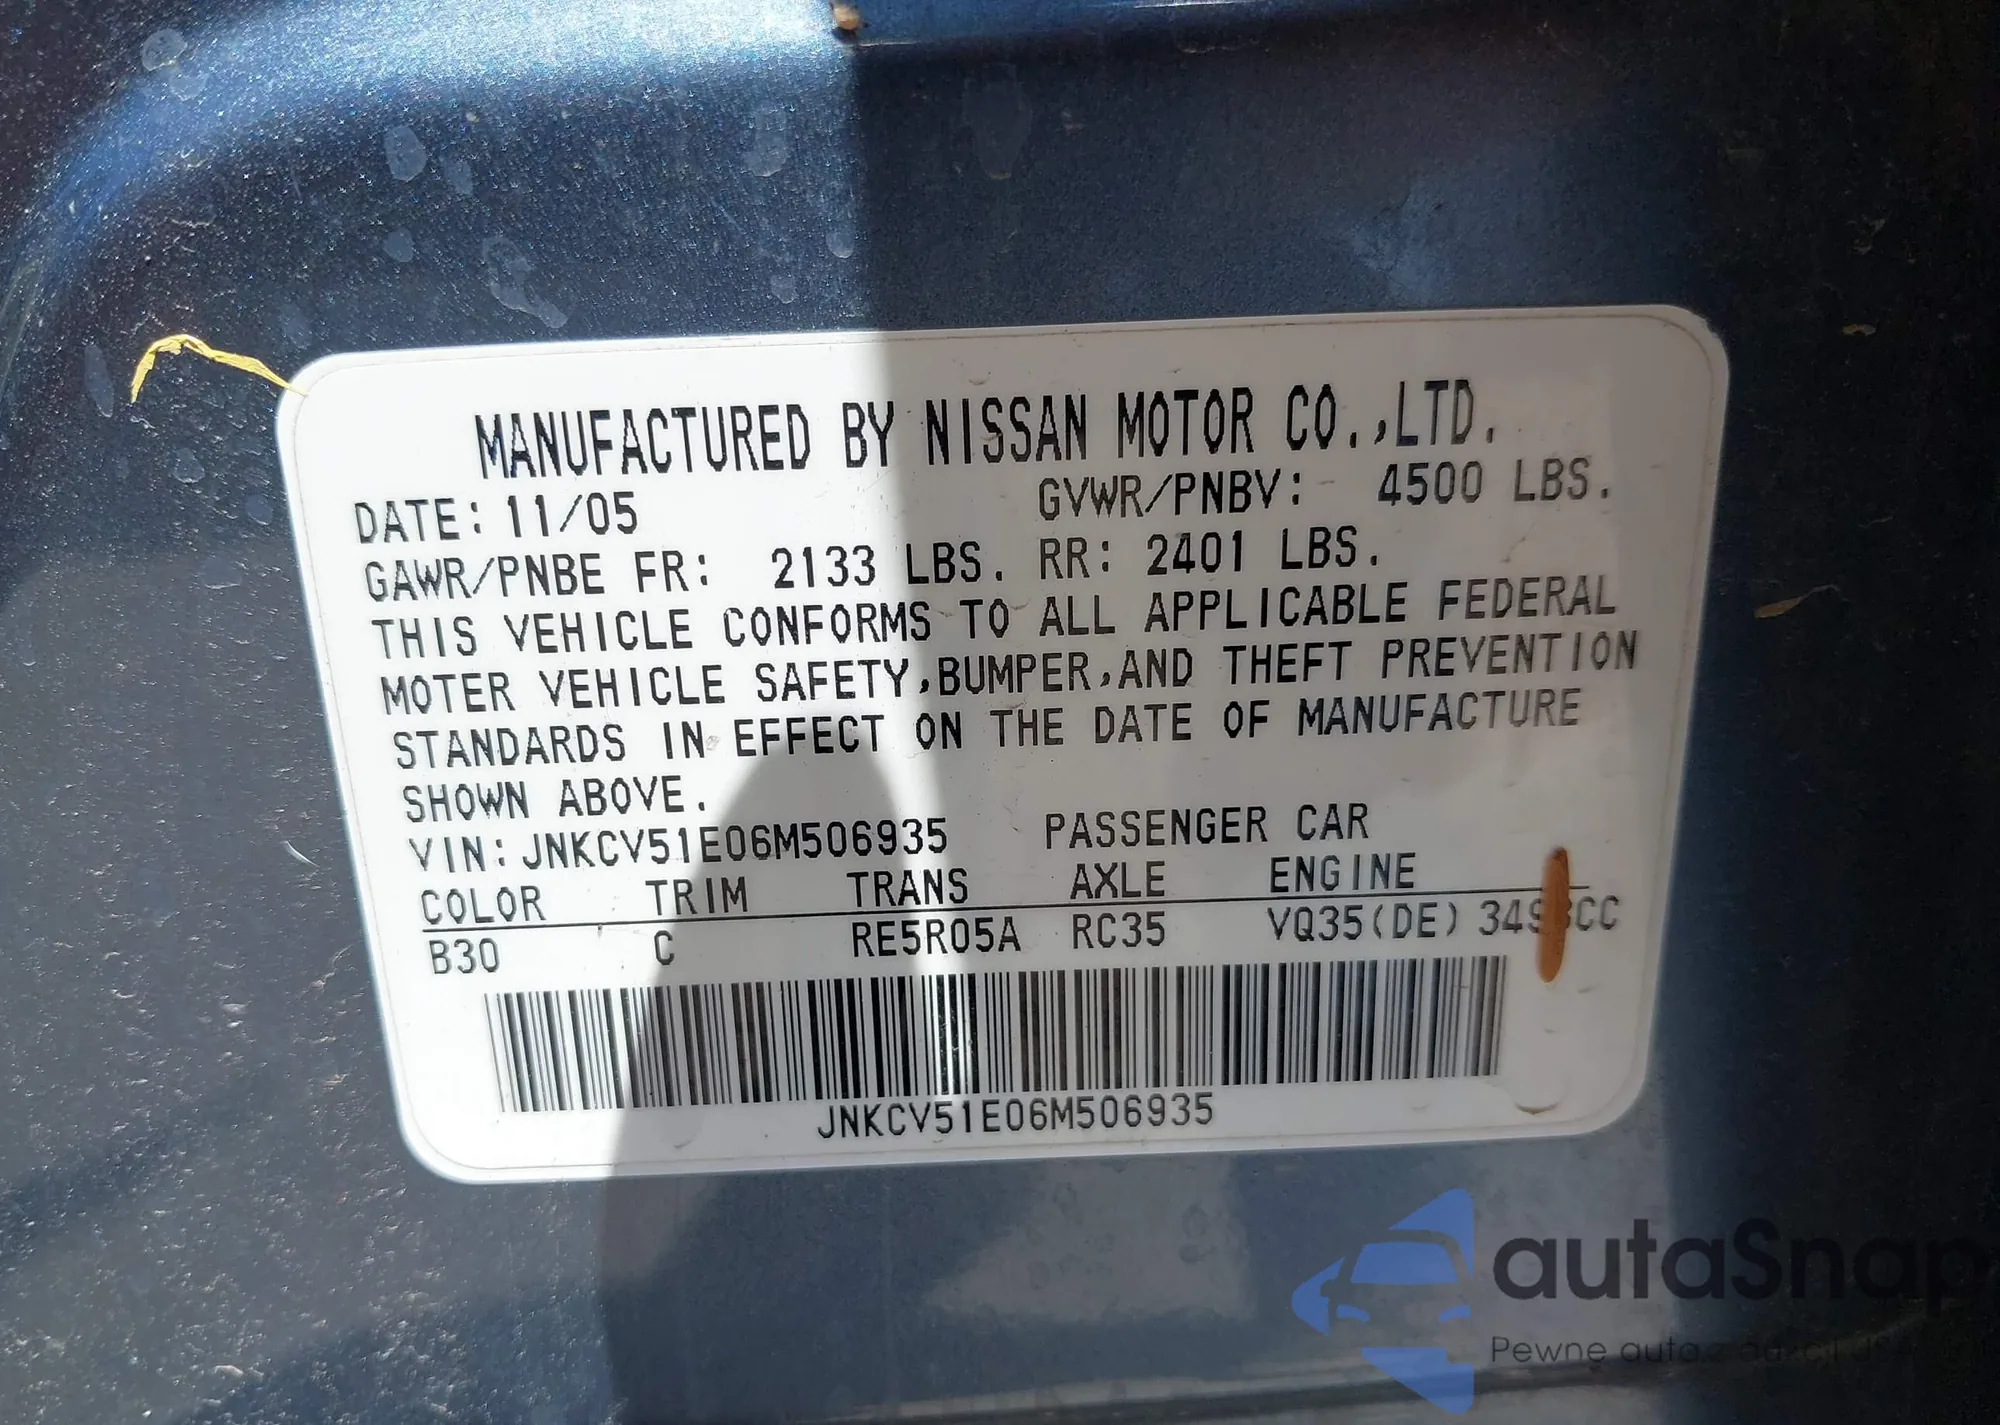 MANUFACTURED BY NISSAN MOTOR CO.,LTD.
DATE: 11/05 GVWR/PNBV: 4500 LBS.
GAWR/PNBE FR: 2133 LBS. RR: 2401 LBS.
THIS VEHICLE CONFORMS TO ALL APPLICABLE FEDERAL
MOTER VEHICLE SAFETY,BUMPER,AND THEFT PREVENTION
STANDARDS IN EFFECT ON THE DATE OF MANUFACTURE
SHOWN ABOVE.
VIN: JNKCV51E06M506935 PASSENGER CAR
COLOR TRIM TRANS AXLE ENGINE
B30 C RE5R05A RC35 VQ35(DE)
JNKCV51E06M506935
autaSnap
Pewne auta z